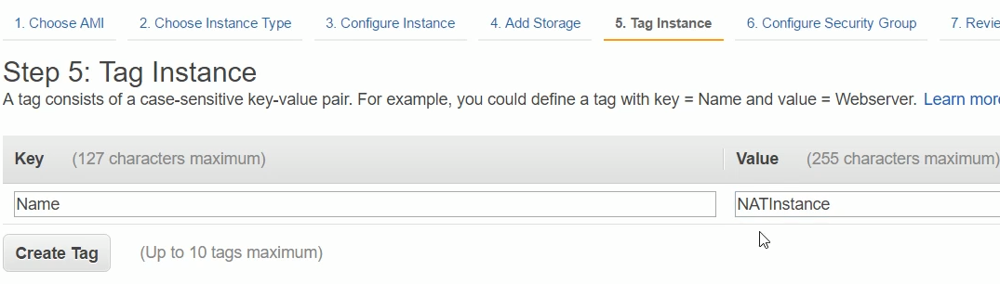 1. Choose AMI 2. Choose Instance Type 3. Configure Instance 4. Add Storage 5. Tag Instance 6. Configure Security Group 7. Revie
Step 5: Tag Instance
A tag consists of a case-sensitive key-value pair. For example, you could define a tag with key = Name and value = Webserver. Learn more
Key (127 characters maximum) Value (255 characters maximum)
Name NATInstance
Create Tag (Up to 10 tags maximum)